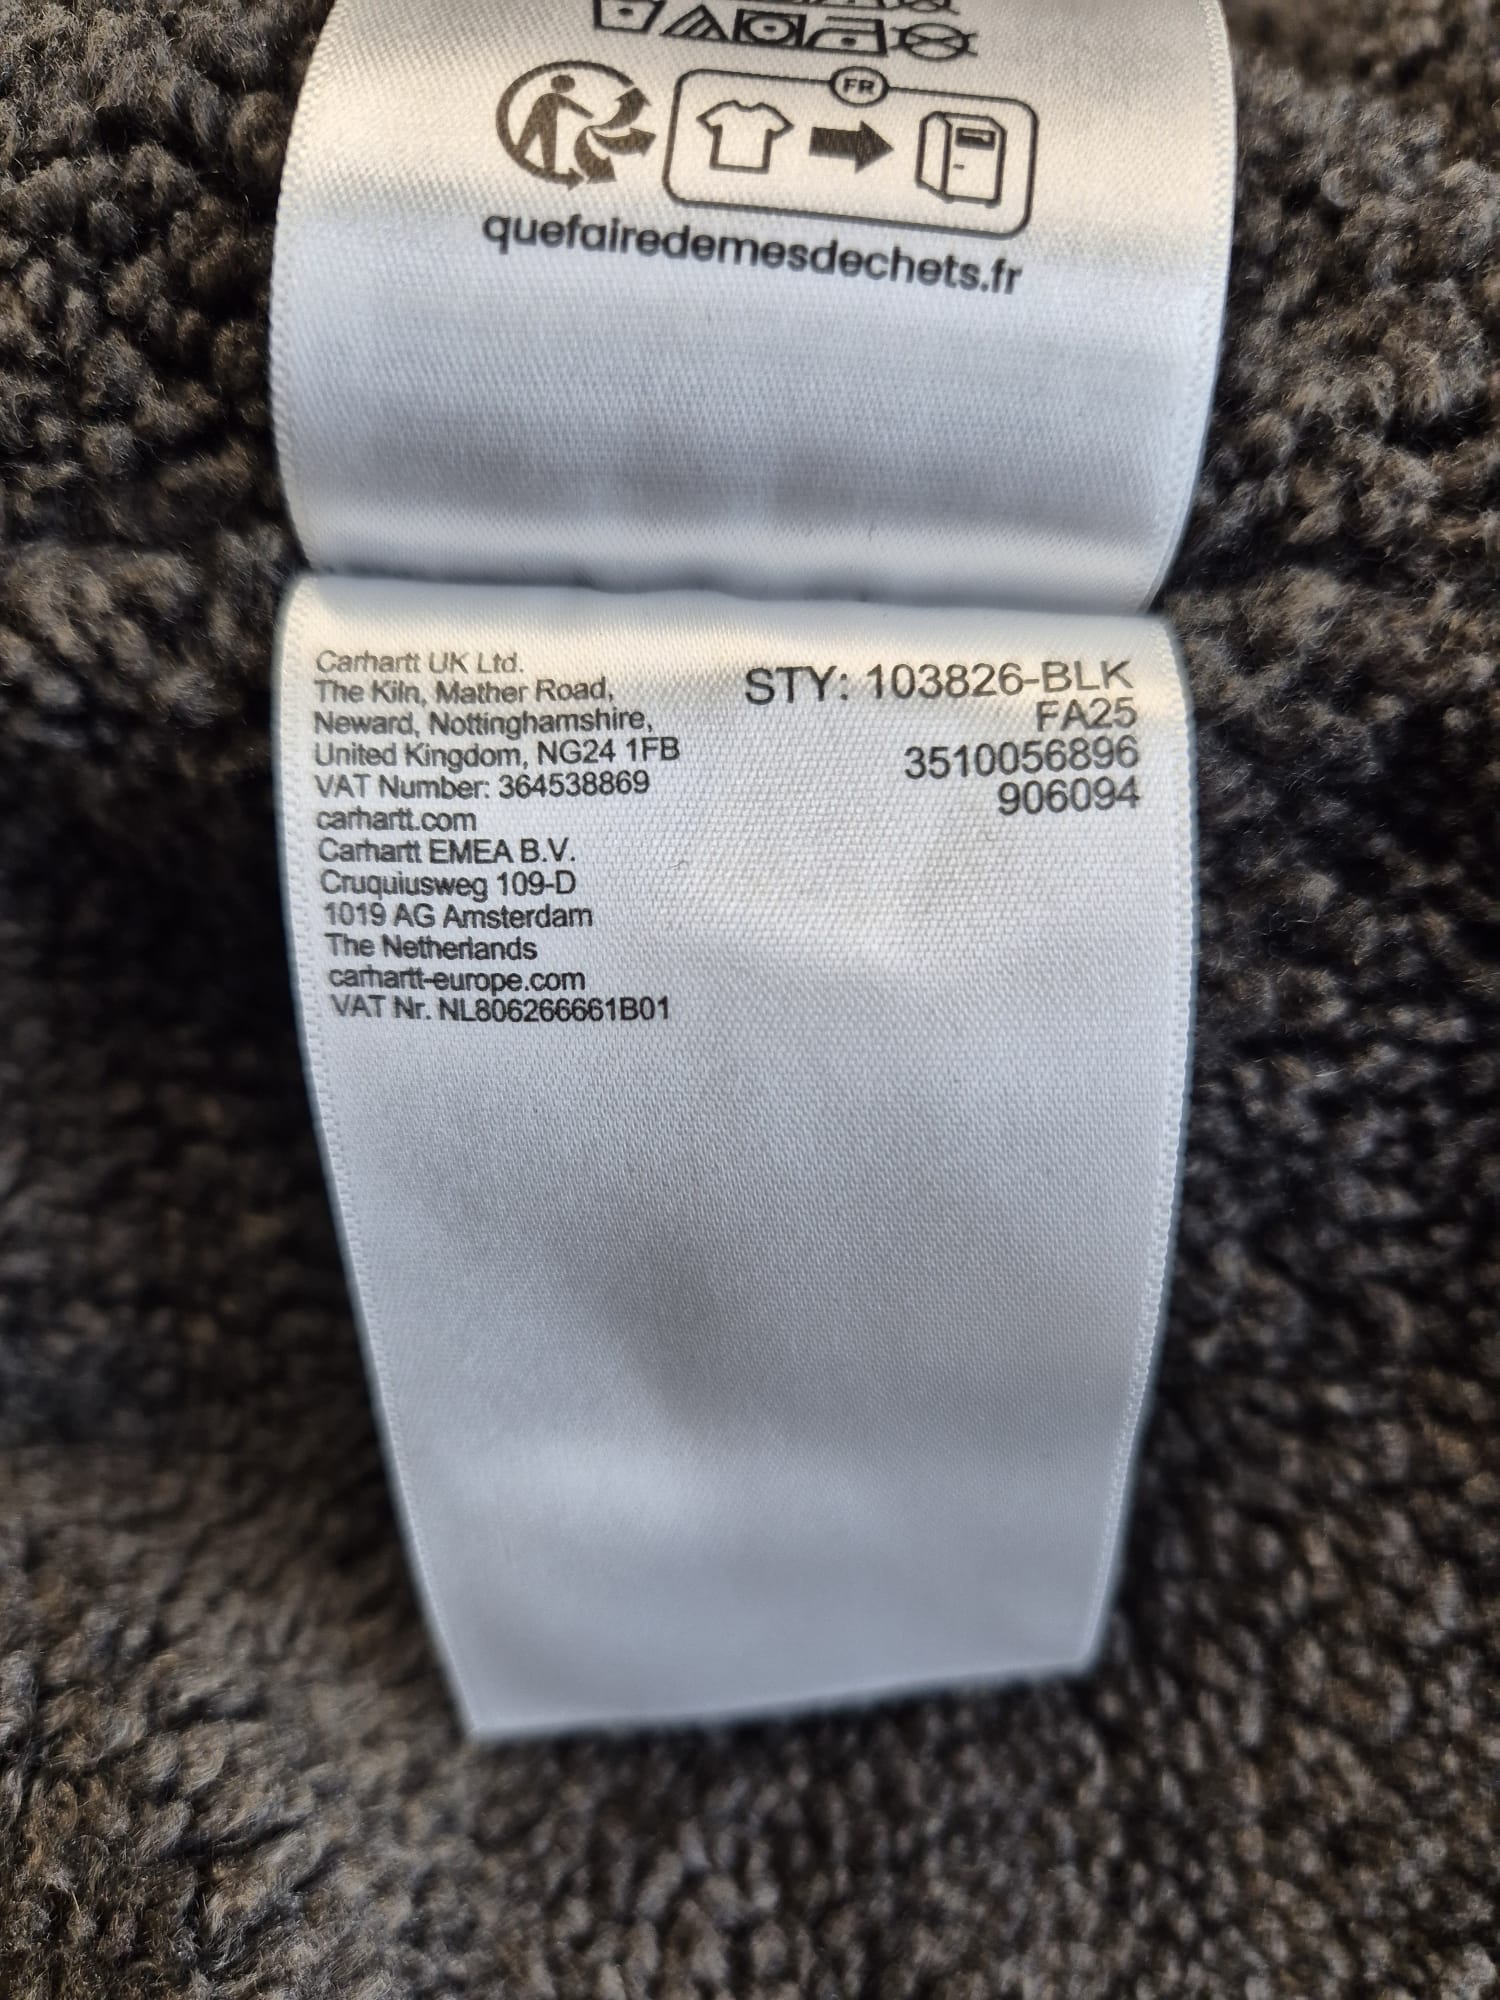 FR
quefairedemesdechets.fr
Carhartt UK Ltd.
The Kiln, Mather Road,
Neward, Nottinghamshire,
United Kingdom, NG24 1FB
VAT Number: 364538869
carhartt.com
Carhartt EMEA B.V.
Cruquiusweg 109-D
1019 AG Amsterdam
The Netherlands
carhartt-europe.com
VAT Nr. NL806266661B01
STY: 103826-BLK
FA25
3510056896
906094